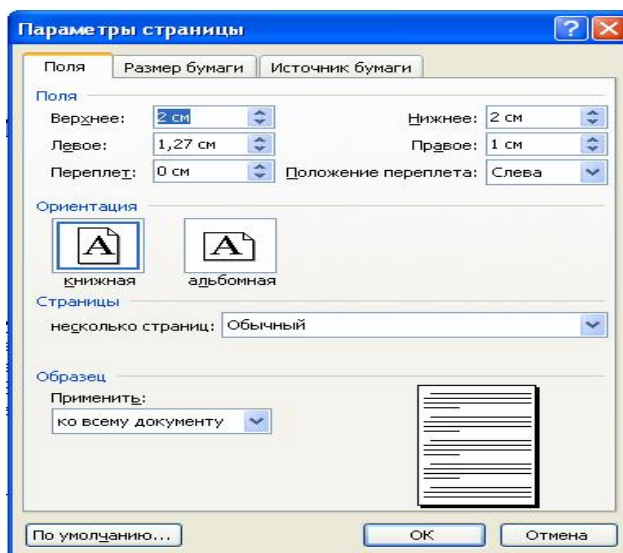 Параметры страницы
Поля Размер бумаги Источник бумаги
Поля
Верхнее: 2 см Нижнее: 2 см
Левое: 1,27 см Правое: 1 см
Переплет: 0 см Положение переплета: Слева
Ориентация
A A
книжная альбомная
Страницы
несколько страниц: Обычный
Образец
Применить:
ко всему документу
По умолчанию... ОК Отмена